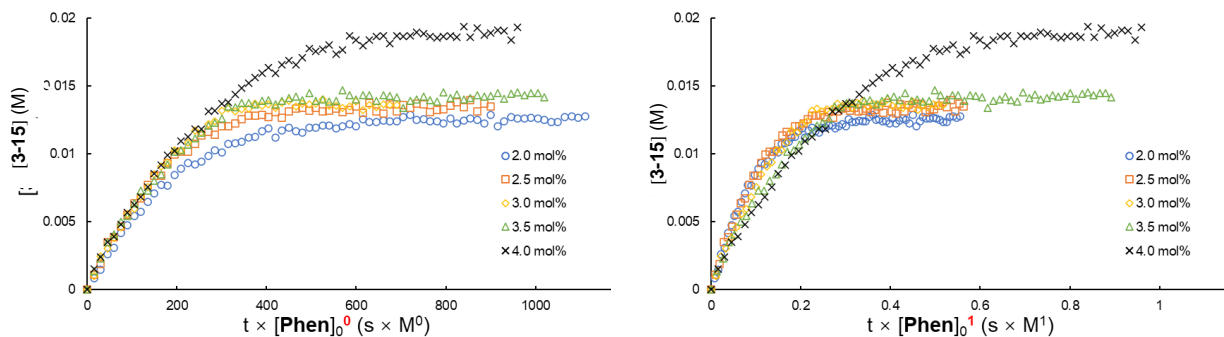 0.02
0.015
0.01
0.005
0
[3-15] (M)
[:
0 200 400 600 800 1000
t × [Phen]₀⁰ (s × M⁰)
2.0 mol%
2.5 mol%
3.0 mol%
3.5 mol%
4.0 mol%
0.02
0.015
0.01
0.005
0
[3-15] (M)
0 0.2 0.4 0.6 0.8 1
t × [Phen]₀¹ (s × M¹)
2.0 mol%
2.5 mol%
3.0 mol%
3.5 mol%
4.0 mol%